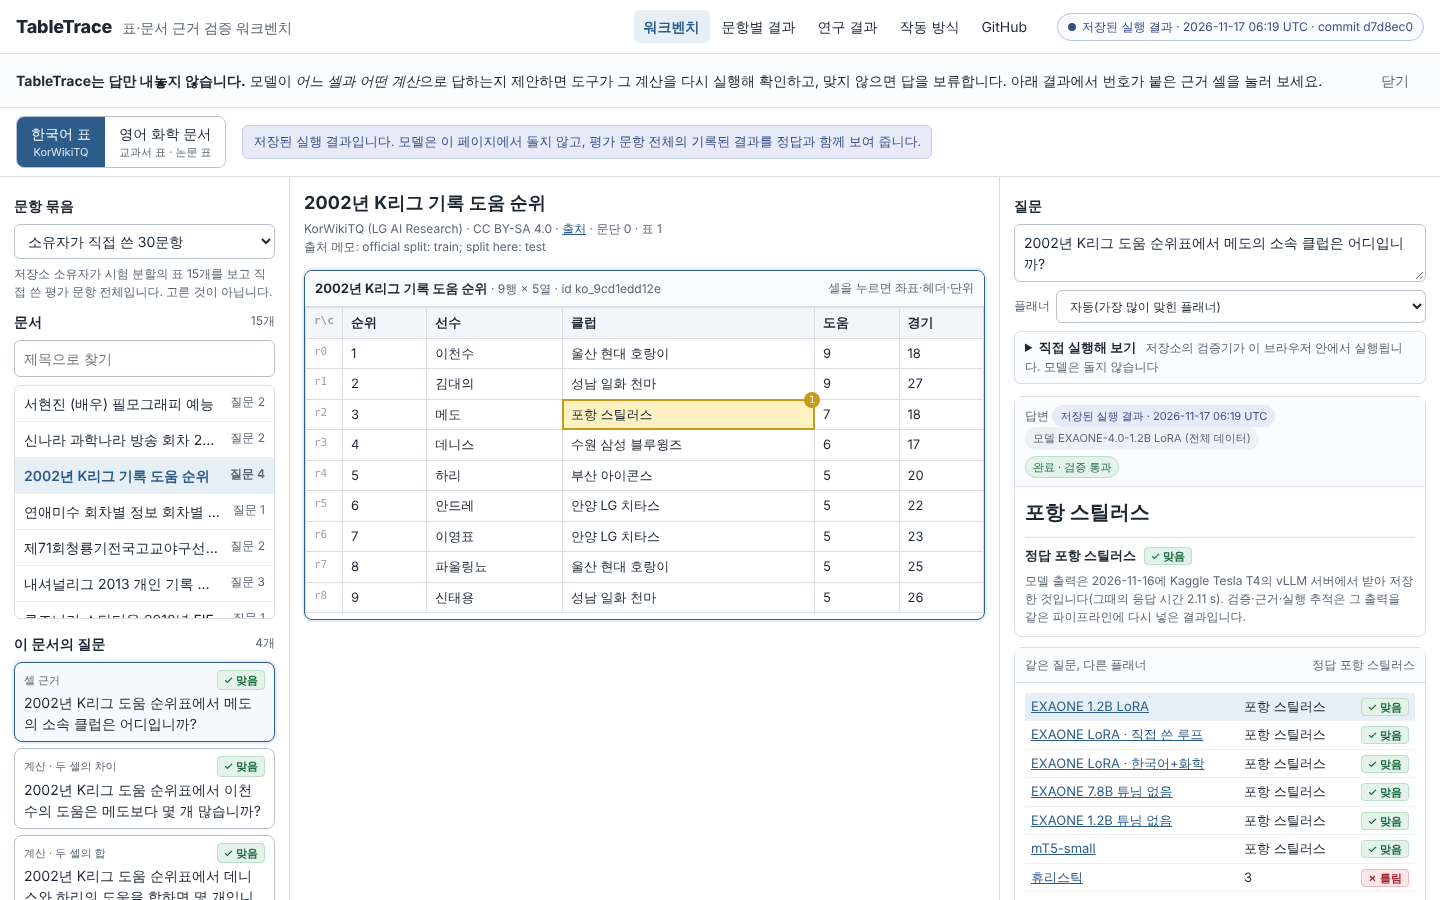 TableTrace 표·문서 근거 검증 워크벤치
워크벤치 문항별 결과 연구 결과 작동 방식 GitHub
저장된 실행 결과 · 2026-11-17 06:19 UTC · commit d7d8ec0
TableTrace는 답만 내놓지 않습니다. 모델이 어느 셀과 어떤 계산으로 답하는지 제안하면 도구가 그 계산을 다시 실행해 확인하고, 맞지 않으면 답을 보류합니다. 아래 결과에서 번호가 붙은 근거 셀을 눌러 보세요.
닫기
한국어 표
KorWikiTQ
영어 화학 문서
교과서 표 · 논문 표
저장된 실행 결과입니다. 모델은 이 페이지에서 돌지 않고, 평가 문항 전체의 기록된 결과를 정답과 함께 보여 줍니다.
문항 묶음
소유자가 직접 쓴 30문항
저장소 소유자가 시험 분할의 표 15개를 보고 직
접 쓴 평가 문항 전체입니다. 고른 것이 아닙니다.
문서 15개
제목으로 찾기
서현진 (배우) 필모그래피 예능 질문 2
신나라 과학나라 방송 회차 2... 질문 2
2002년 K리그 기록 도움 순위 질문 4
연애미수 회차별 정보 회차별 ... 질문 1
제71회청룡기전국고교야구선... 질문 2
내셔널리그 2013 개인 기록 ... 질문 3
이 문서의 질문 4개
셀 근거 ✓ 맞음
2002년 K리그 도움 순위표에서 메도
의 소속 클럽은 어디입니까?
계산 · 두 셀의 차이 ✓ 맞음
2002년 K리그 도움 순위표에서 이천
수의 도움은 메도보다 몇 개 많습니까?
계산 · 두 셀의 합 ✓ 맞음
2002년 K리그 도움 순위표에서 데니
스와 하리의 도움을 합하면 몇 개입니
2002년 K리그 기록 도움 순위
KorWikiTQ (LG AI Research) · CC BY-SA 4.0 · 출처 · 문단 0 · 표 1
출처 메모: official split: train; split here: test
2002년 K리그 기록 도움 순위 · 9행 × 5열 · id ko_9cd1edd12e 셀을 누르면 좌표·헤더·단위
r\c 순위 선수 클럽 도움 경기
r0 1 이천수 울산 현대 호랑이 9 18
r1 2 김대의 성남 일화 천마 9 27
r2 3 메도 포항 스틸러스 1 7 18
r3 4 데니스 수원 삼성 블루윙즈 6 17
r4 5 하리 부산 아이콘스 5 20
r5 6 안드레 안양 LG 치타스 5 22
r6 7 이영표 안양 LG 치타스 5 23
r7 8 파울링뇨 울산 현대 호랑이 5 25
r8 9 신태용 성남 일화 천마 5 26
질문
2002년 K리그 도움 순위표에서 메도의 소속 클럽은 어디입니
까?
플래너 자동(가장 많이 맞힌 플래너)
▶ 직접 실행해 보기 저장소의 검증기가 이 브라우저 안에서 실행됩니
다. 모델은 돌지 않습니다
답변 저장된 실행 결과 · 2026-11-17 06:19 UTC
모델 EXAONE-4.0-1.2B LoRA (전체 데이터)
완료 · 검증 통과
포항 스틸러스
정답 포항 스틸러스 ✓ 맞음
모델 출력은 2026-11-16에 Kaggle Tesla T4의 vLLM 서버에서 받아 저장
한 것입니다(그때의 응답 시간 2.11 s). 검증·근거·실행 추적은 그 출력을
같은 파이프라인에 다시 넣은 결과입니다.
같은 질문, 다른 플래너 정답 포항 스틸러스
EXAONE 1.2B LoRA 포항 스틸러스 ✓ 맞음
EXAONE LoRA · 직접 쓴 루프 포항 스틸러스 ✓ 맞음
EXAONE LoRA · 한국어+화학 포항 스틸러스 ✓ 맞음
EXAONE 7.8B 튜닝 없음 포항 스틸러스 ✓ 맞음
EXAONE 1.2B 튜닝 없음 포항 스틸러스 ✓ 맞음
mT5-small 포항 스틸러스 ✓ 맞음
휴리스틱 3 × 틀림